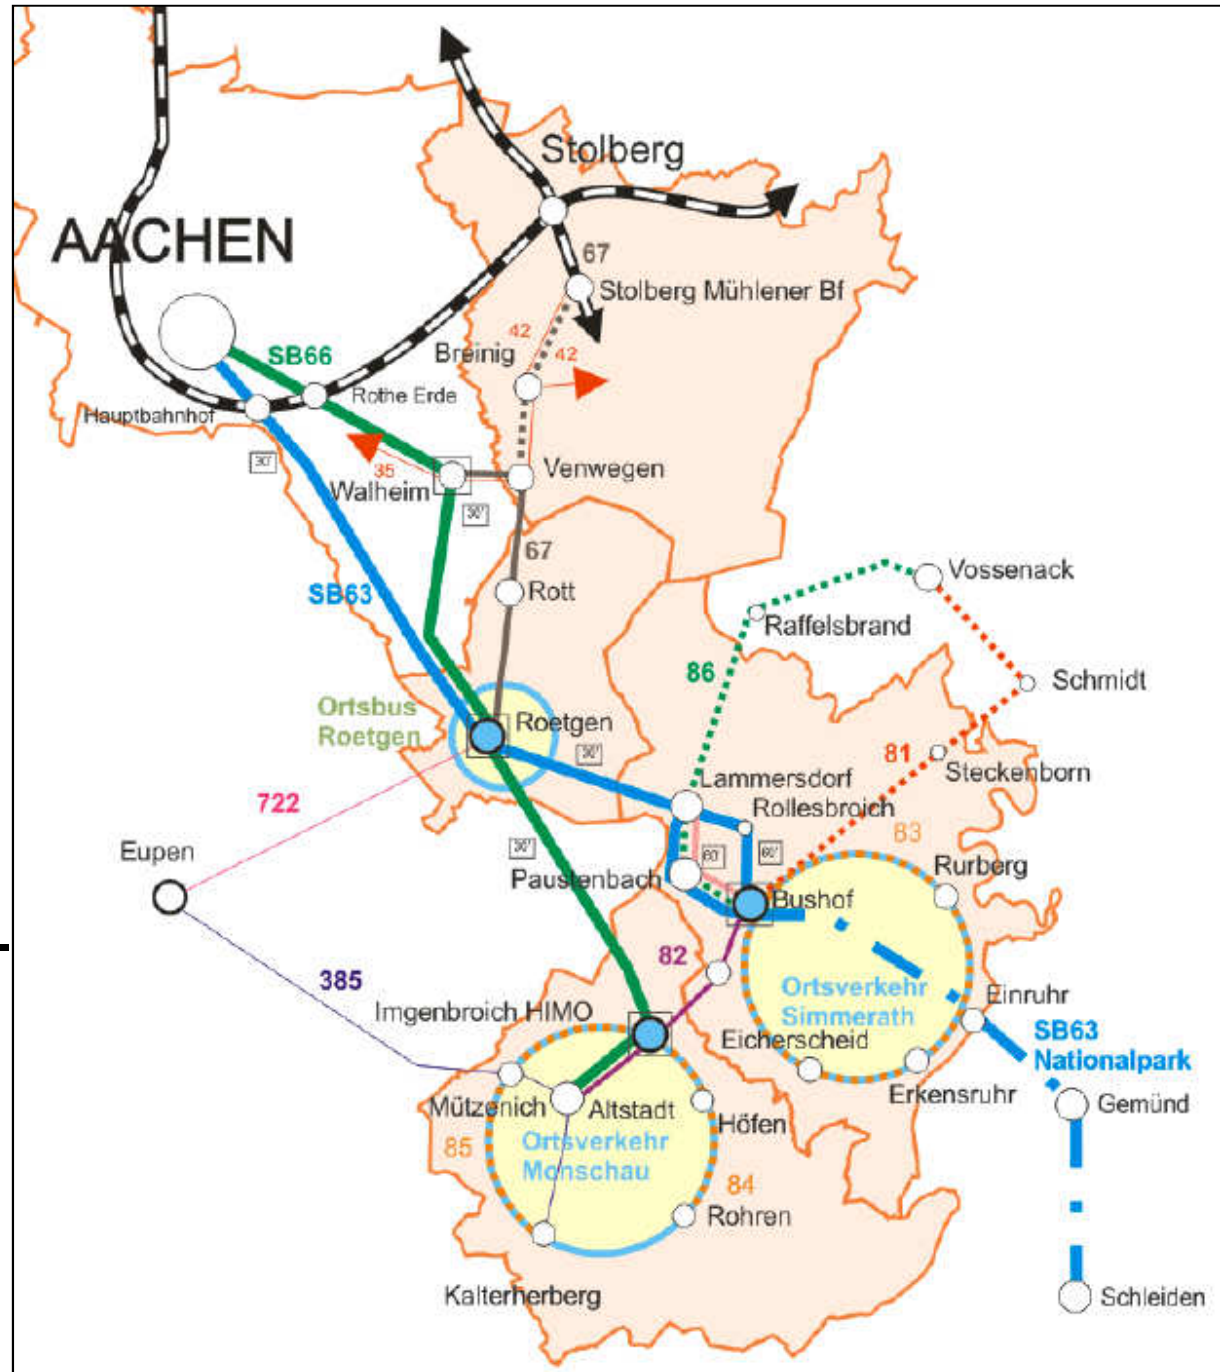 Stolberg
AACHEN
67
Stolberg Mühlener Bf
42
SB66
Breinig
42
Rothe Erde
Hauptbahnhof
30'
35
Venwegen
Walheim
30'
67
Rott
SB63
Vossenack
Raffelsbrand
86
Schmidt
Ortsbus
Roetgen
Roetgen
30'
81
Steckenborn
Lammersdorf
Rollesbroich
722
83
Eupen
30'
60'
60'
Rurberg
Paustenbach
Bushof
82
385
Ortsverkehr
Simmerath
Einruhr
Imgenbroich HIMO
Eicherscheid
SB63
Nationalpark
Erkensruhr
Mützenich
Altstadt
Höfen
Gemünd
Ortsverkehr
Monschau
85
84
Rohren
Kalterherberg
Schleiden